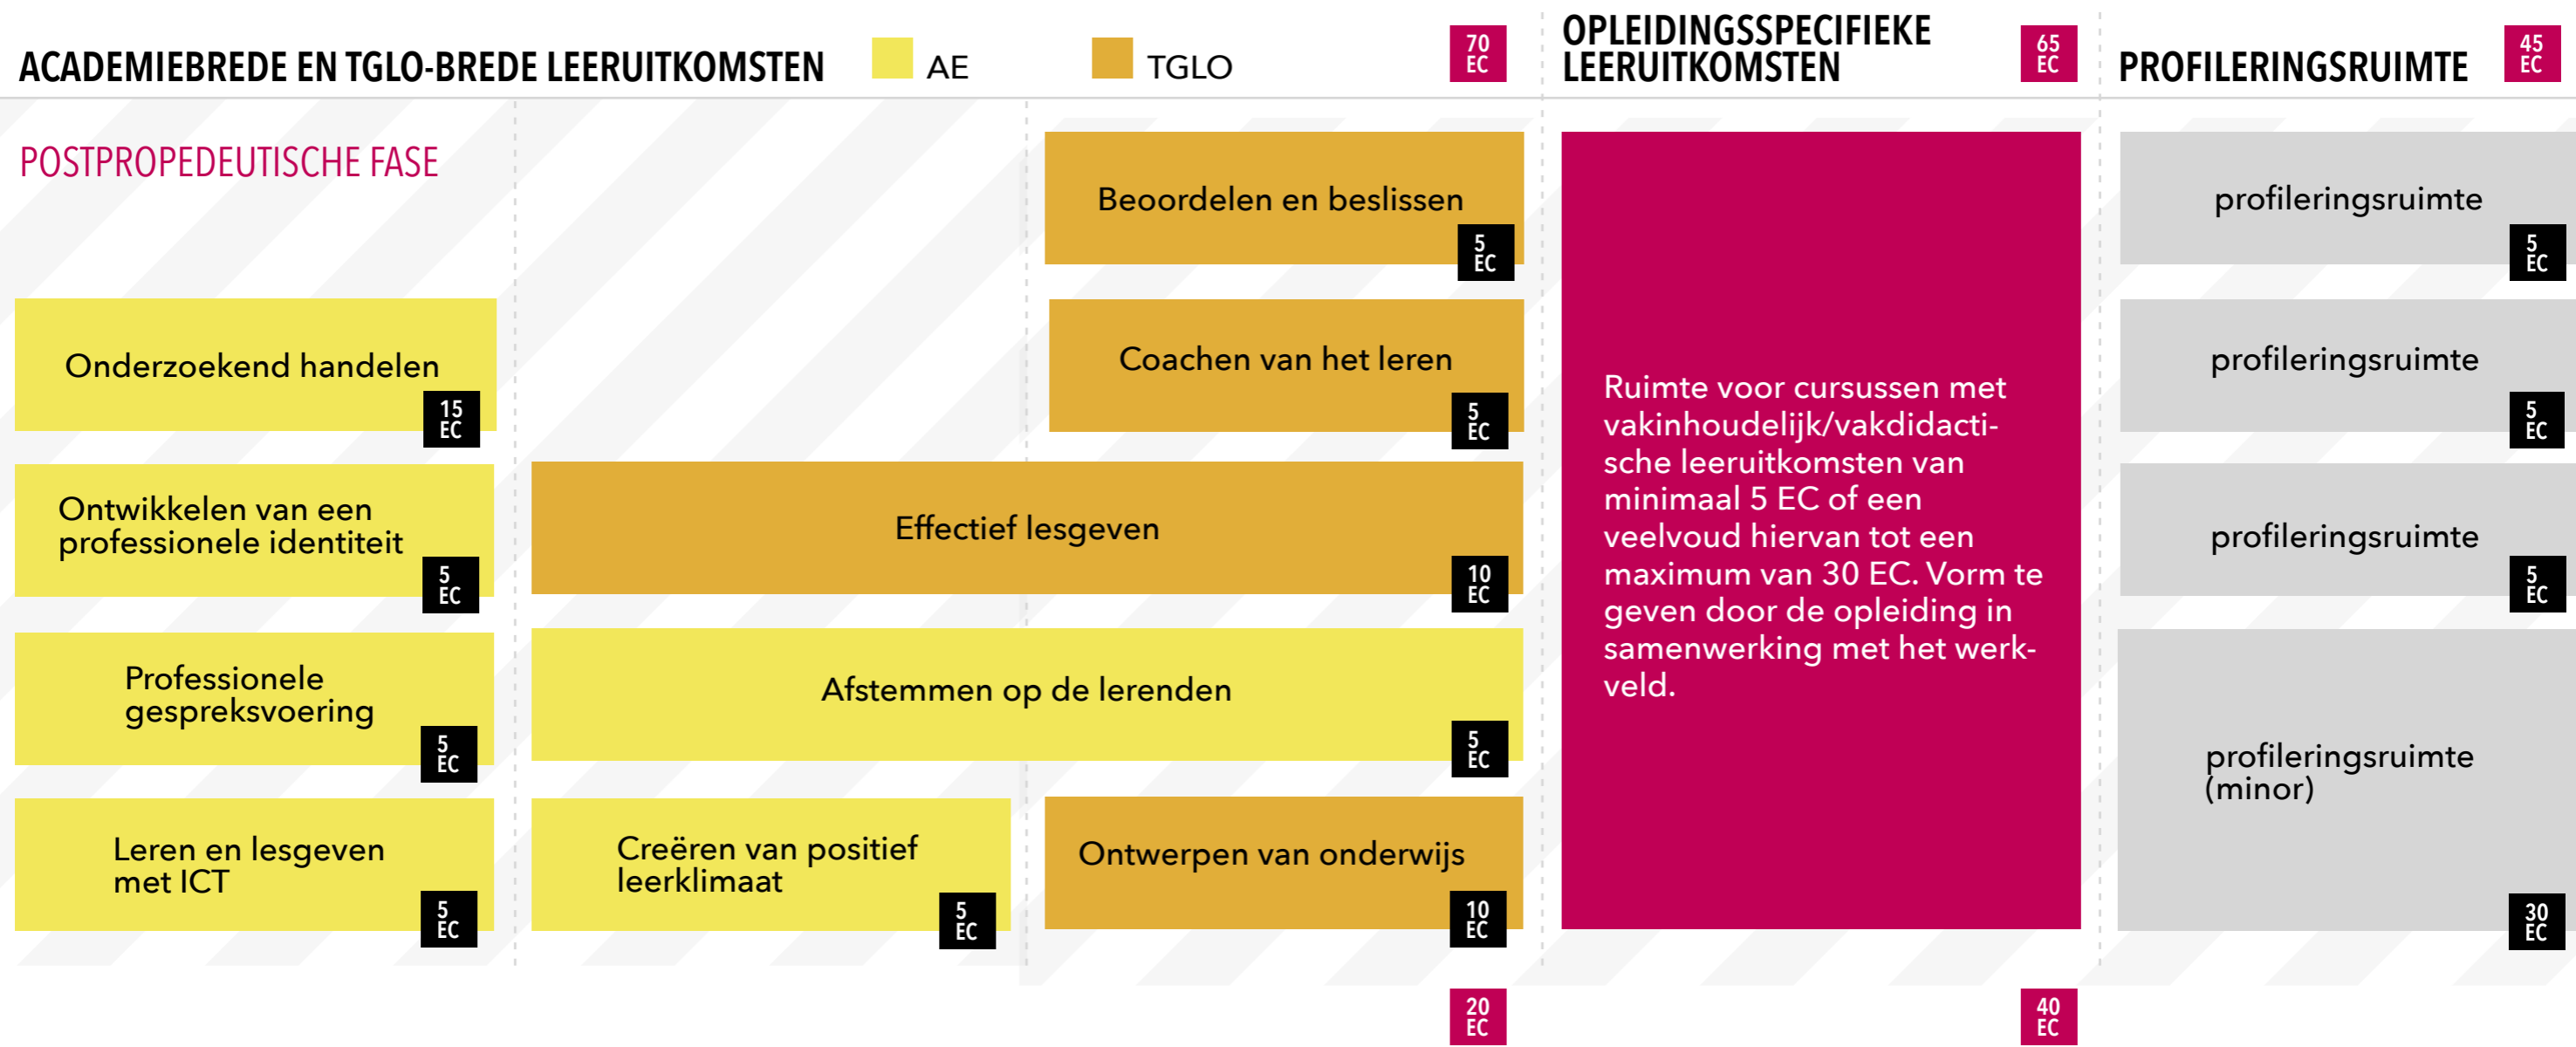 ACADEMIEBREDE EN TGLO-BREDE LEERUITKOMSTEN
AE
TGLO
70
EC
OPLEIDINGSSPECIFIEKE
LEERUITKOMSTEN
65
EC
PROFILERINGSRUIMTE
45
EC
POSTPROPEDEUTISCHE FASE
Beoordelen en beslissen
5
EC
profileringsruimte
5
EC
Onderzoekend handelen
15
EC
Coachen van het leren
5
EC
profileringsruimte
5
EC
Ontwikkelen van een
professionele identiteit
5
EC
Effectief lesgeven
10
EC
Ruimte voor cursussen met
vakinhoudelijk/vakdidacti-
sche leeruitkomsten van
minimaal 5 EC of een
veelvoud hiervan tot een
maximum van 30 EC. Vorm te
geven door de opleiding in
samenwerking met het werk-
veld.
profileringsruimte
5
EC
Professionele
gespreksvoering
5
EC
Afstemmen op de lerenden
5
EC
profileringsruimte
(minor)
30
EC
Leren en lesgeven
met ICT
5
EC
Creëren van positief
leerklimaat
5
EC
Ontwerpen van onderwijs
10
EC
20
EC
40
EC